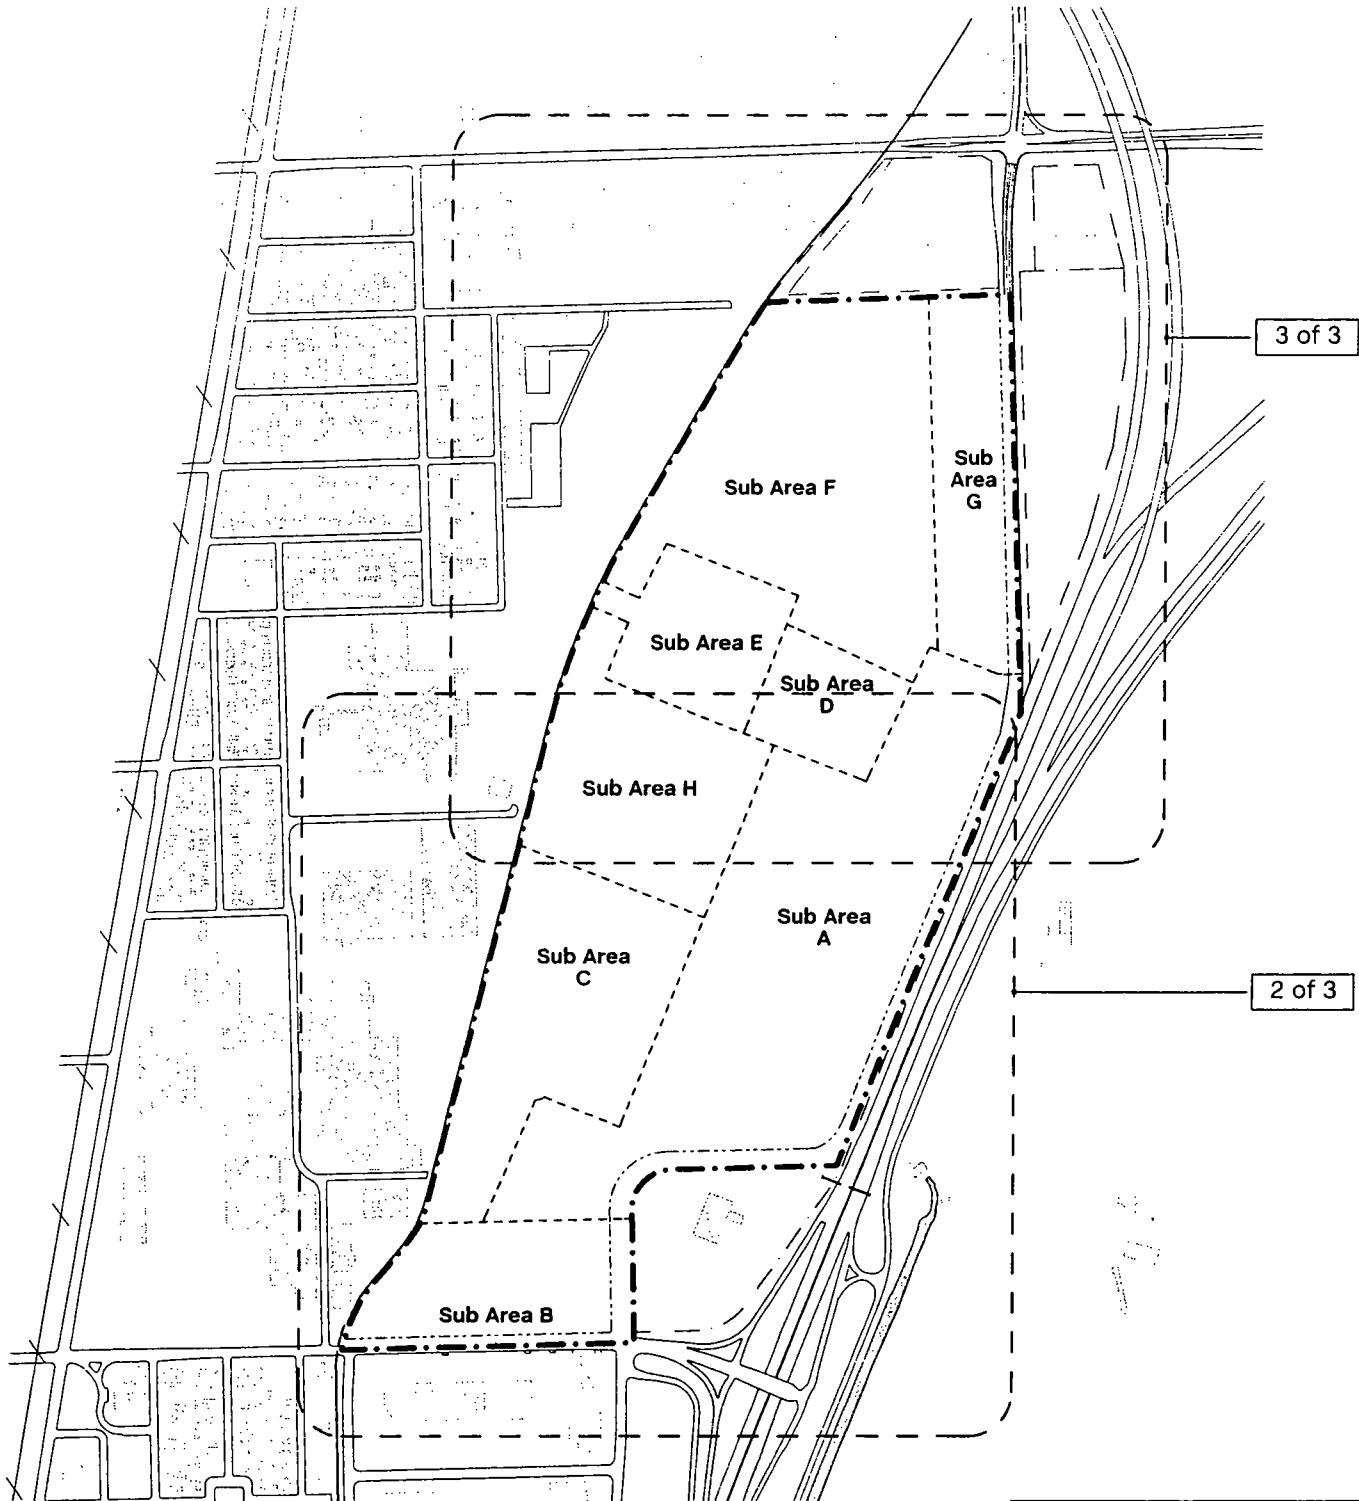 3 of 3
Sub Area F
Sub
Area
G
Sub Area E
Sub Area
D
Sub Area H
Sub Area
A
Sub Area
C
2 of 3
Sub Area B